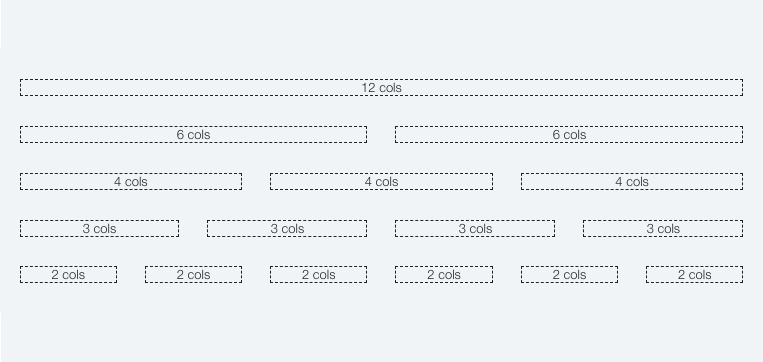 12 cols
6 cols 6 cols
4 cols 4 cols 4 cols
3 cols 3 cols 3 cols 3 cols
2 cols 2 cols 2 cols 2 cols 2 cols 2 cols